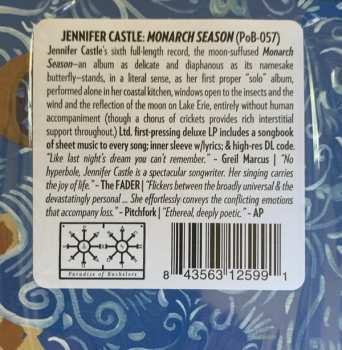 JENNIFER CASTLE: MONARCH SEASON (PoB-057)
Jennifer Castle's sixth full-length record, the moon-suffused Monarch
Season–an album as delicate and diaphanous as its namesake
butterfly–stands, in a literal sense, as her first proper "solo" album,
performed alone in her coastal kitchen, windows open to the insects and
the wind and the reflection of the moon on Lake Erie, entirely without human
accompaniment (though a chorus of crickets provides rich interstitial
support throughout.) Ltd. first-pressing deluxe LP includes a songbook
of sheet music to every song; inner sleeve w/lyrics; & high-res DL code.
"Like last night's dream you can't remember." – Greil Marcus | "No
hyperbole, Jennifer Castle is a spectacular songwriter. Her singing carries
the joy of life." – The FADER | "Flickers between the broadly universal & the
devastatingly personal ... She effortlessly conveys the conflicting emotions
that accompany loss." – Pitchfork | "Ethereal, deeply poetic." – AP
Paradise of Bachelors
8 43563 12599 1